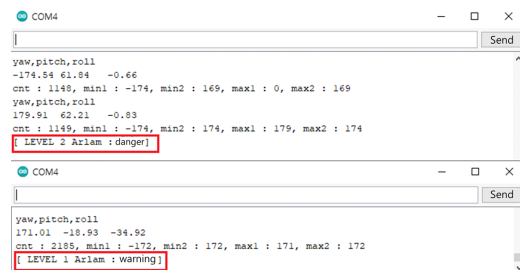 COM4
Send
yaw,pitch,roll
-174.54 61.84 -0.66
cnt : 1148, min1 : -174, min2 : 169, max1 : 0, max2 : 169
yaw,pitch,roll
179.91 62.21 -0.83
cnt : 1149, min1 : -174, min2 : 174, max1 : 179, max2 : 174
[ LEVEL 2 Arlam : danger]
COM4
Send
yaw,pitch,roll
171.01 -18.93 -34.92
cnt : 2185, min1 : -172, min2 : 172, max1 : 171, max2 : 172
[ LEVEL 1 Arlam : warning]